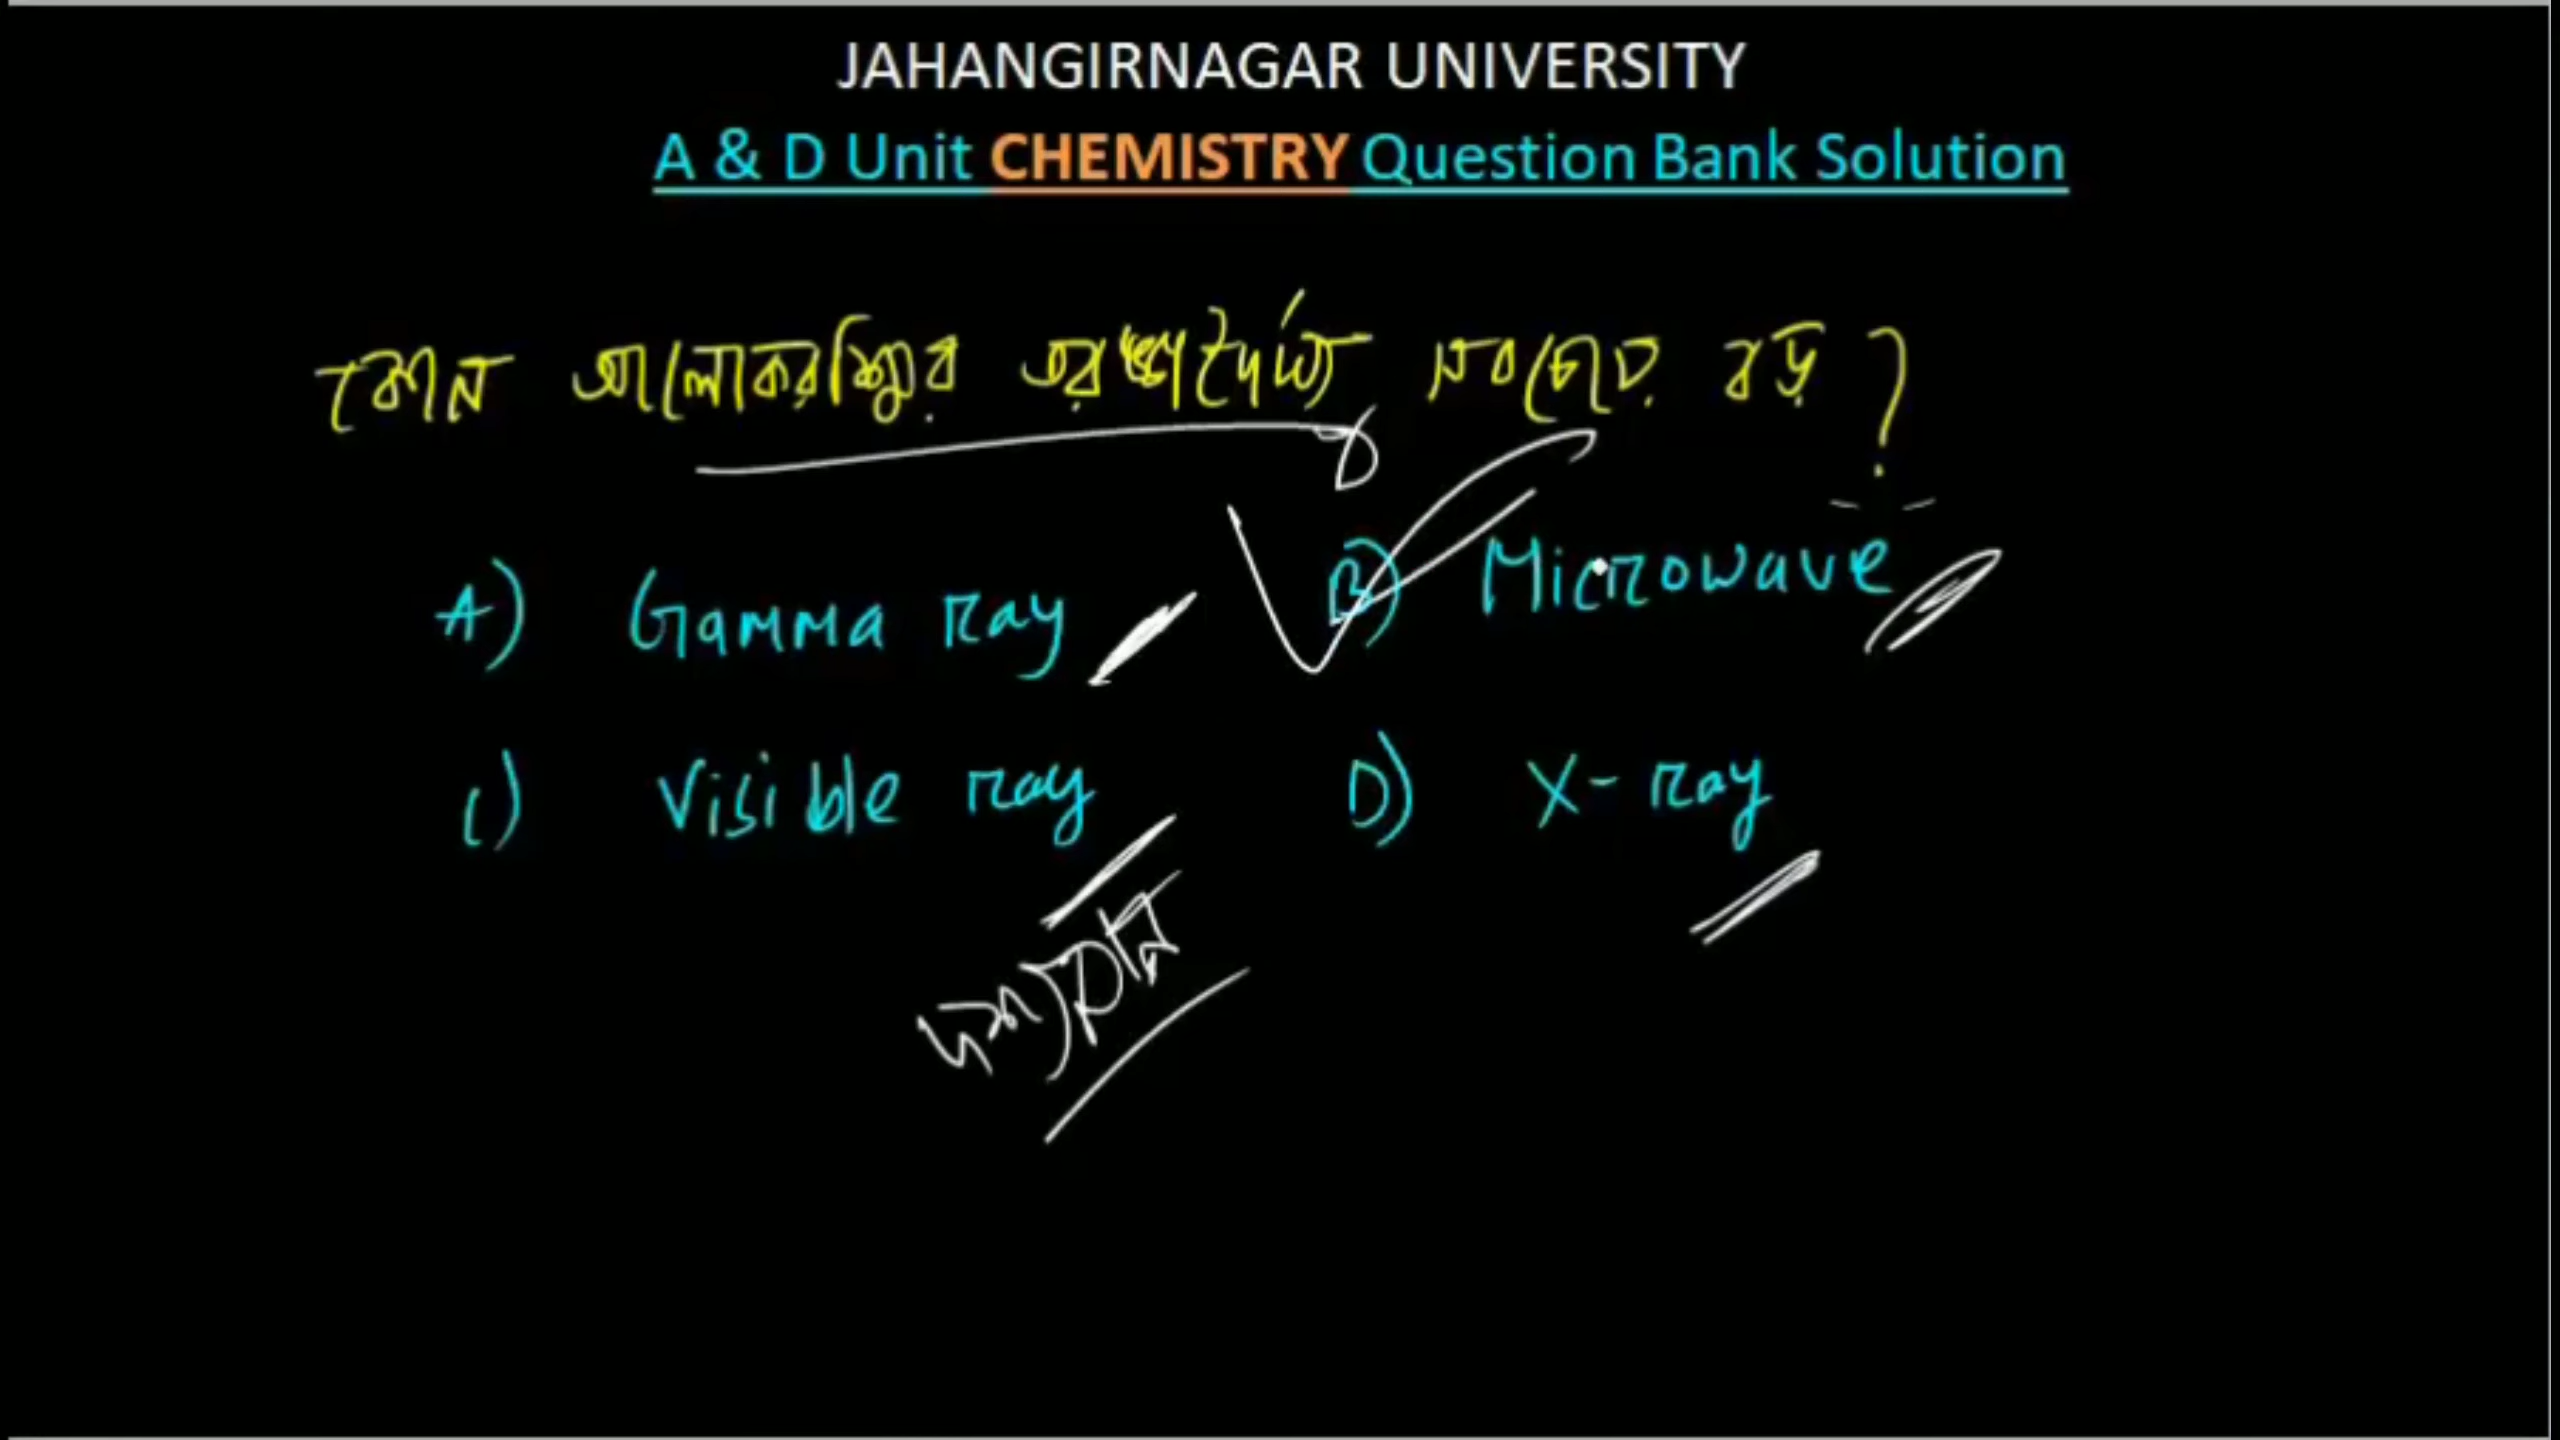 JAHANGIRNAGAR UNIVERSITY
A & D Unit CHEMISTRY Question Bank Solution
কোন আলোকরশ্মির তরঙ্গদৈর্ঘ্য সবচেয়ে বড় ?
A) Gamma ray B) Microwave
C) Visible ray D) X-ray